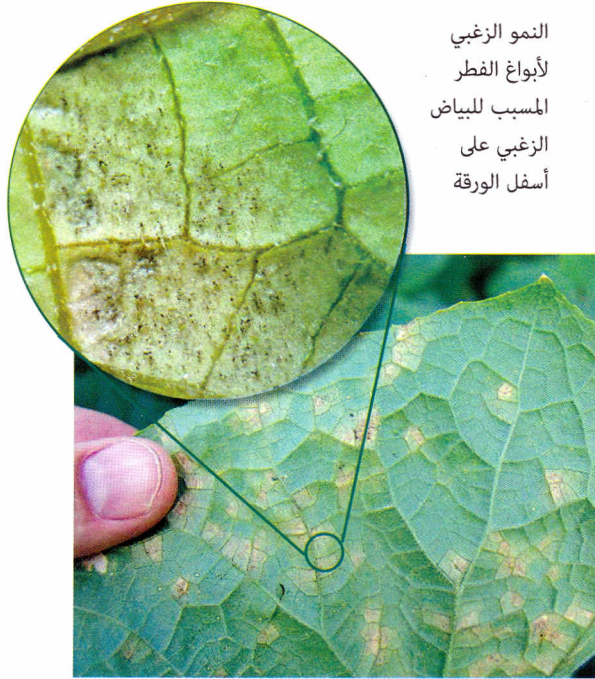 النمو الزغبي
لأبواغ الفطر
المسبب للبياض
الزغبي على
أسفل الورقة